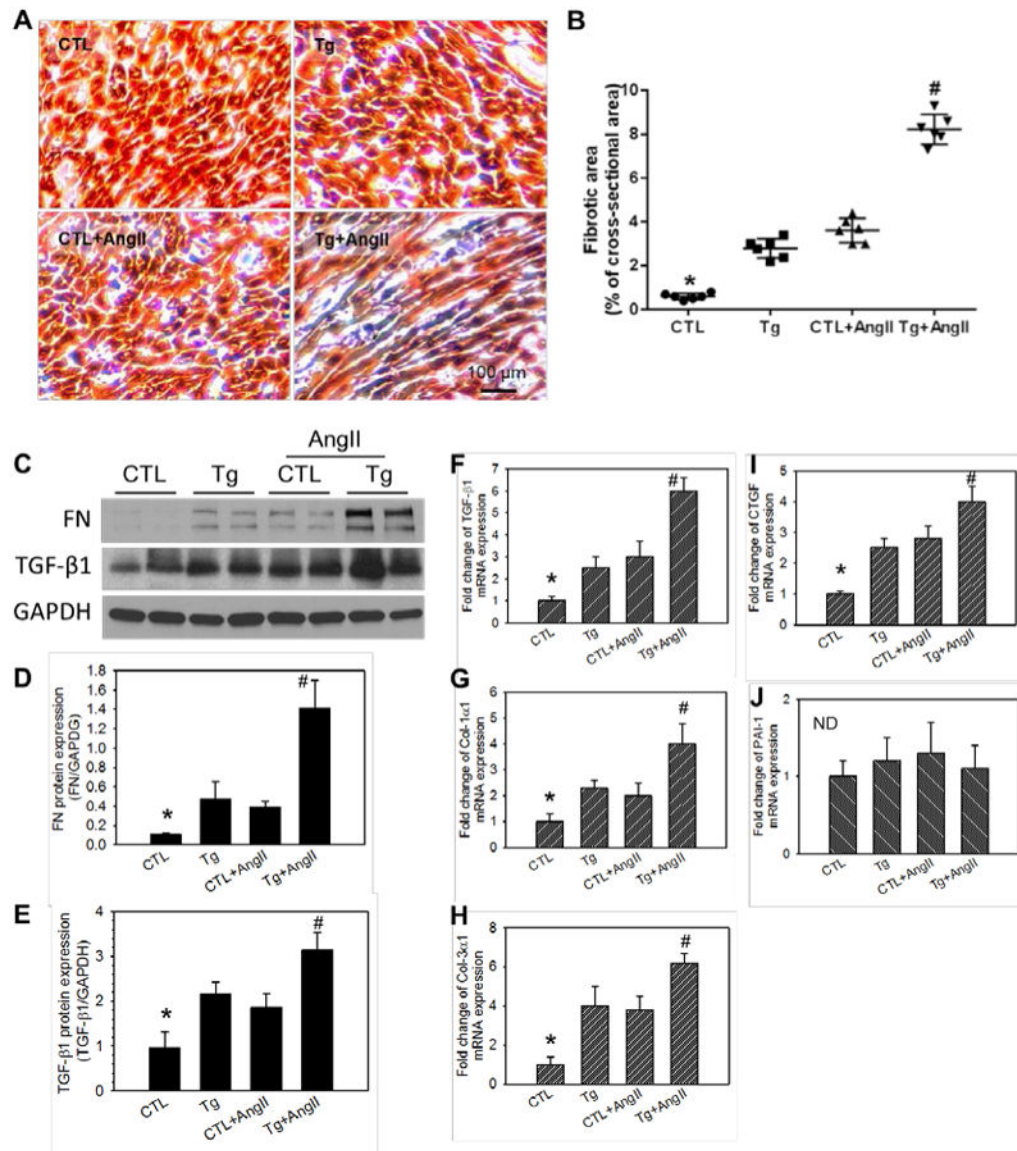 A
CTL
Tg
CTL+AngII
Tg+AngII
100 µm
B
Fibrotic area
(% of cross-sectional area)
10
8
6
4
2
0
*
#
CTL
Tg
CTL+AngII
Tg+AngII
C
AngII
CTL
Tg
CTL
Tg
FN
TGF-β1
GAPDH
D
FN protein expression
(FN/GAPDG)
1.8
1.6
1.4
1.2
1.0
0.8
0.6
0.4
0.2
0.0
*
#
CTL
Tg
CTL+AngII
Tg+AngII
E
TGF-β1 protein expression
(TGF-β1/GAPDH)
4
3
2
1
0
*
#
CTL
Tg
CTL+AngII
Tg+AngII
F
Fold change of TGF-β1
mRNA expression
7
6
5
4
3
2
1
0
*
#
CTL
Tg
CTL+AngII
Tg+AngII
G
Fold change of Col-1α1
mRNA expression
6
4
2
0
*
#
CTL
Tg
CTL+AngII
Tg+AngII
H
Fold change of Col-3α1
mRNA expression
8
6
4
2
0
*
#
CTL
Tg
CTL+AngII
Tg+AngII
I
Fold change of CTGF
mRNA expression
5
4
3
2
1
0
*
#
CTL
Tg
CTL+AngII
Tg+AngII
J
ND
Fold change of PAI-1
mRNA expression
2
1
0
CTL
Tg
CTL+AngII
Tg+AngII